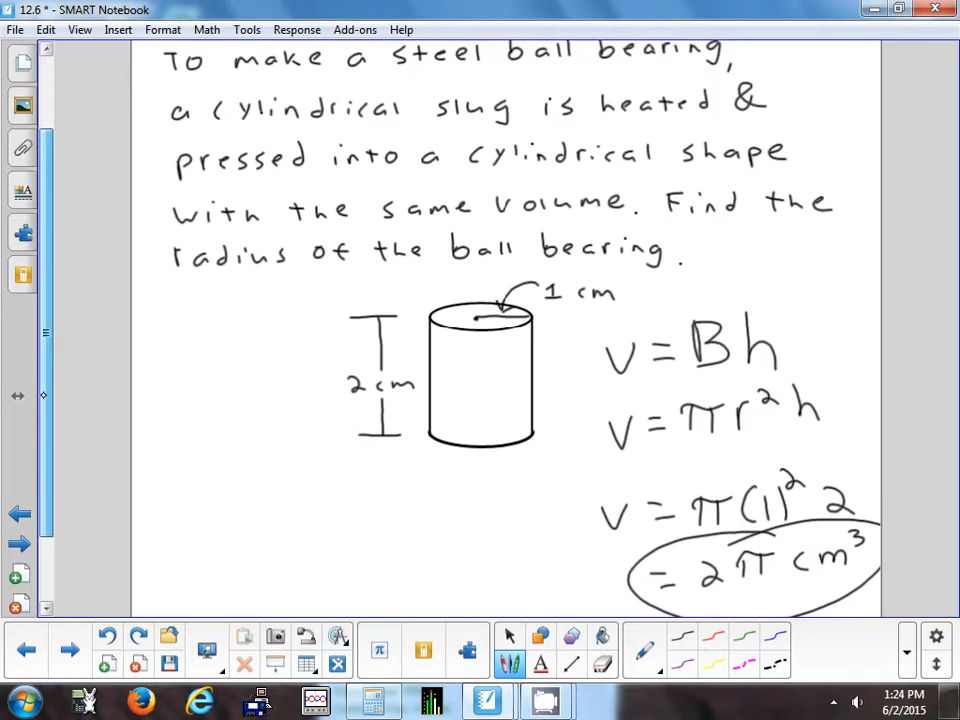 12.6 * - SMART Notebook
File Edit View Insert Format Math Tools Response Add-ons Help
To make a steel ball bearing,
a cylindrical slug is heated &
pressed into a cylindrical shape
with the same volume. Find the
radius of the ball bearing.
1 cm
2 cm
V = Bh
V = πr² h
V = π(1)² 2
= 2π cm³
π
A
1:24 PM
6/2/2015